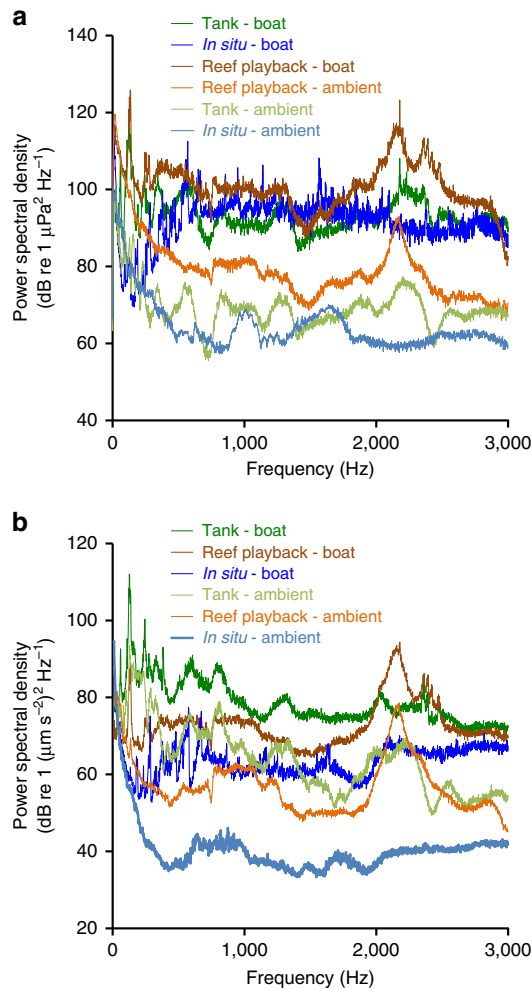 a
Tank - boat
In situ - boat
Reef playback - boat
Reef playback - ambient
Tank - ambient
In situ - ambient
Power spectral density
(dB re 1 μPa² Hz⁻¹)
140
120
100
80
60
40
0
1,000
2,000
3,000
Frequency (Hz)
b
Tank - boat
Reef playback - boat
In situ - boat
Tank - ambient
Reef playback - ambient
In situ - ambient
Power spectral density
(dB re 1 (μm s⁻²)² Hz⁻¹)
120
100
80
60
40
20
0
1,000
2,000
3,000
Frequency (Hz)